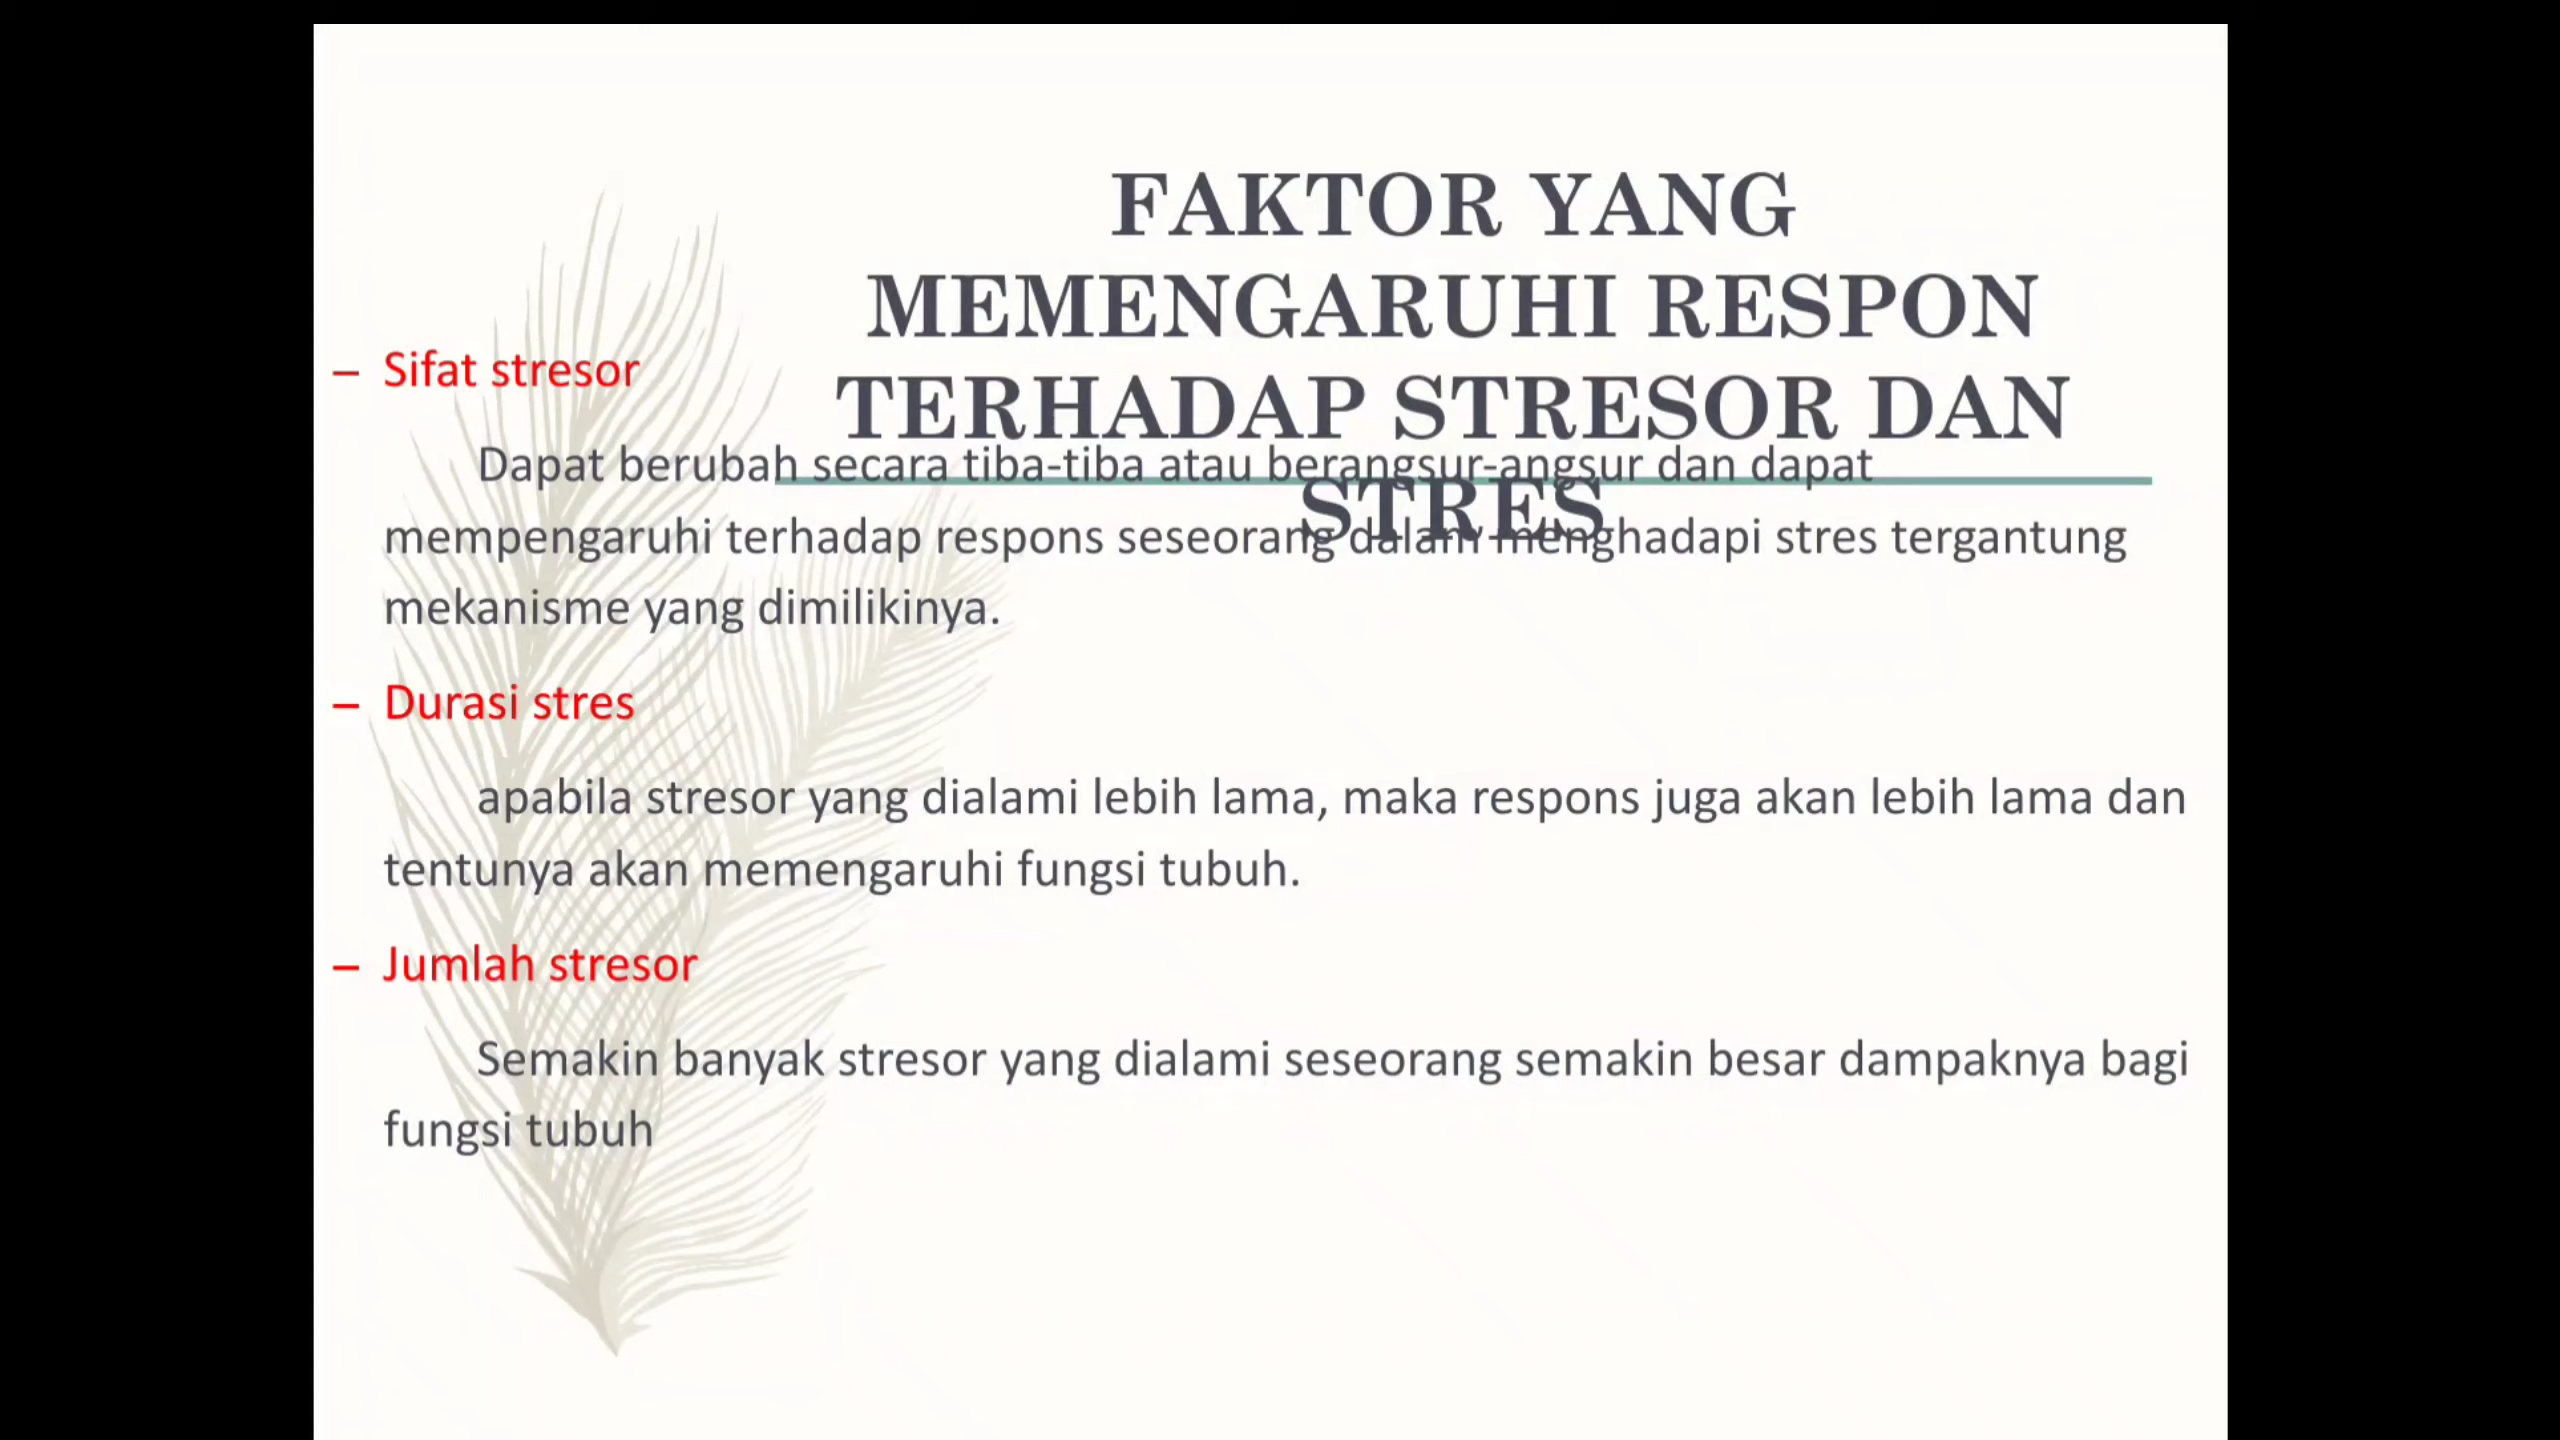 FAKTOR YANG
MEMENGARUHI RESPON
TERHADAP STRESOR DAN
STRES
– Sifat stresor
Dapat berubah secara tiba-tiba atau berangsur-angsur dan dapat
mempengaruhi terhadap respons seseorang dalam menghadapi stres tergantung
mekanisme yang dimilikinya.
– Durasi stres
apabila stresor yang dialami lebih lama, maka respons juga akan lebih lama dan
tentunya akan memengaruhi fungsi tubuh.
– Jumlah stresor
Semakin banyak stresor yang dialami seseorang semakin besar dampaknya bagi
fungsi tubuh